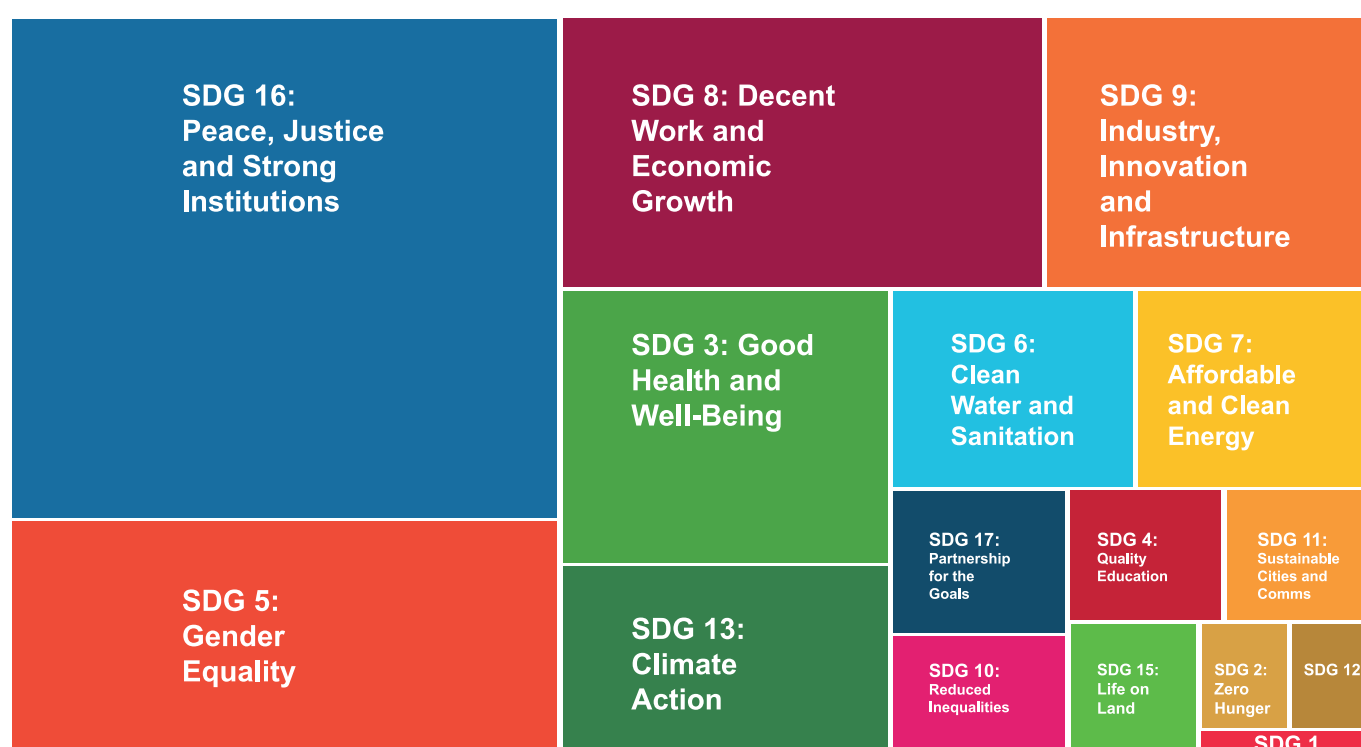 SDG 16:
Peace, Justice
and Strong
Institutions
SDG 8: Decent
Work and
Economic
Growth
SDG 9:
Industry,
Innovation
and
Infrastructure
SDG 3: Good
Health and
Well-Being
SDG 6:
Clean
Water and
Sanitation
SDG 7:
Affordable
and Clean
Energy
SDG 5:
Gender
Equality
SDG 13:
Climate
Action
SDG 17:
Partnership
for the
Goals
SDG 4:
Quality
Education
SDG 11:
Sustainable
Cities and
Comms
SDG 10:
Reduced
Inequalities
SDG 15:
Life on
Land
SDG 2:
Zero
Hunger
SDG 12
SDG 1